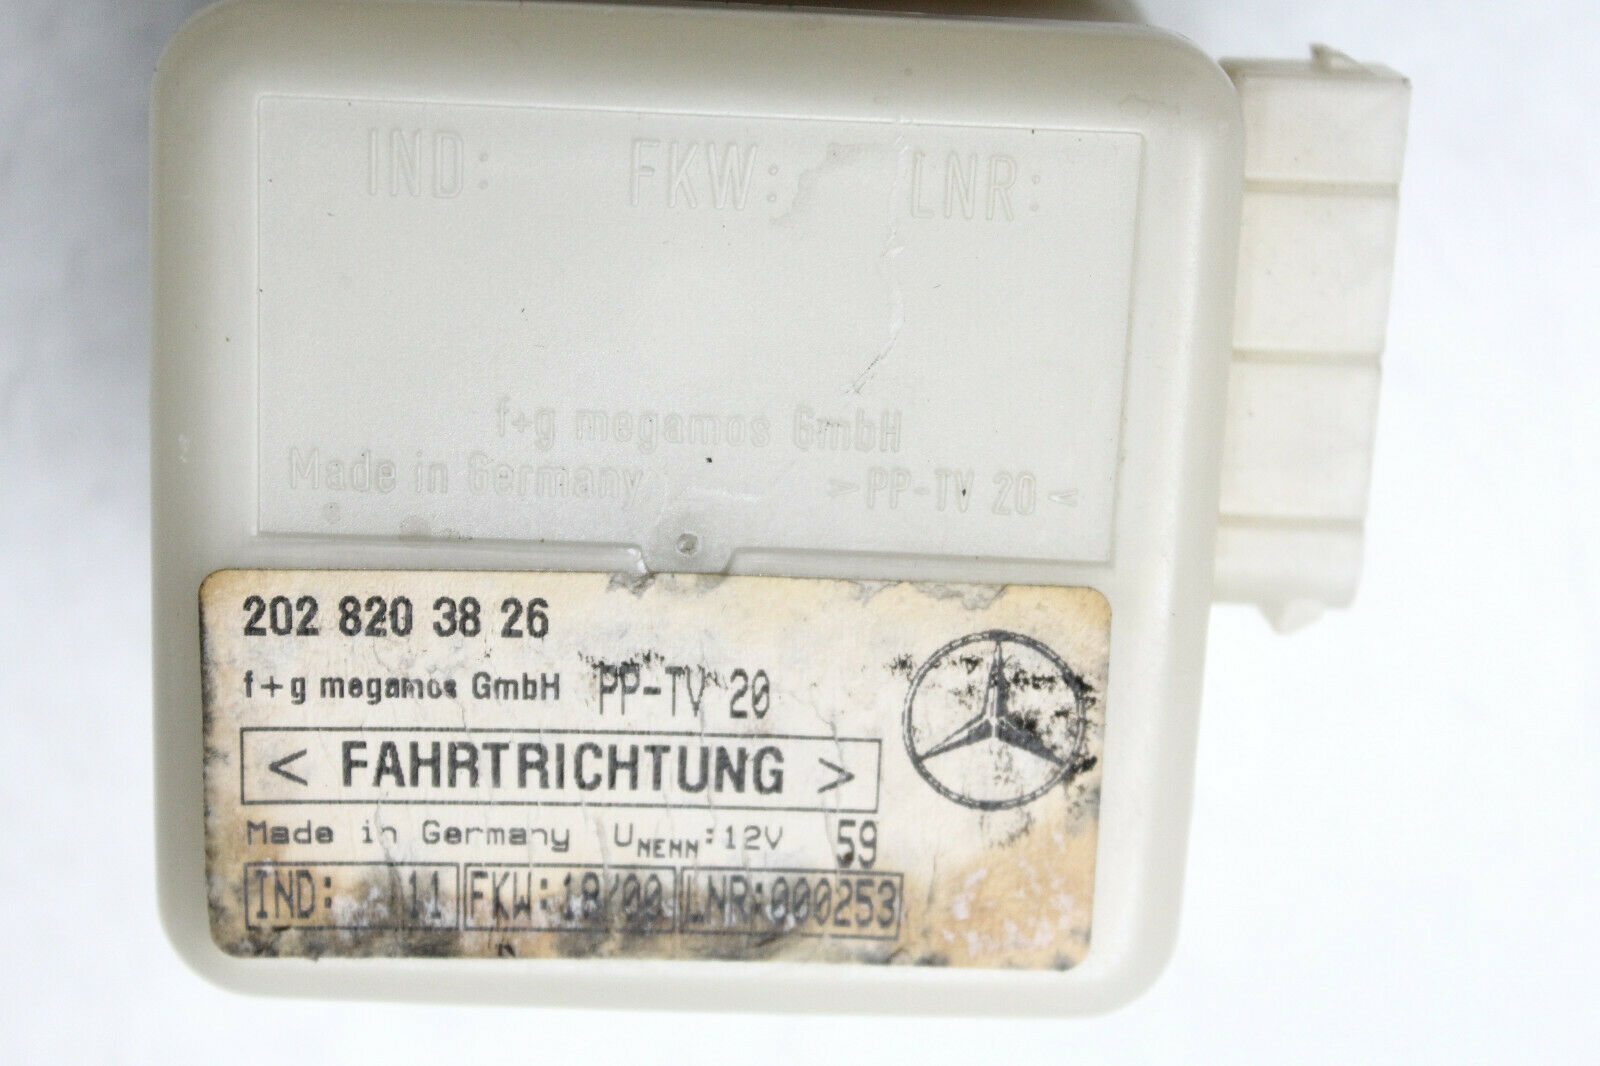 IND: FKW: LNR:
f+g megamos GmbH
Made in Germany >PP-TV 20<
202 820 38 26
f+g megamos GmbH PP-TV 20
< FAHRTRICHTUNG >
Made in Germany UNENN:12V 59
IND: 11 FKW:18/00 LNR:000253